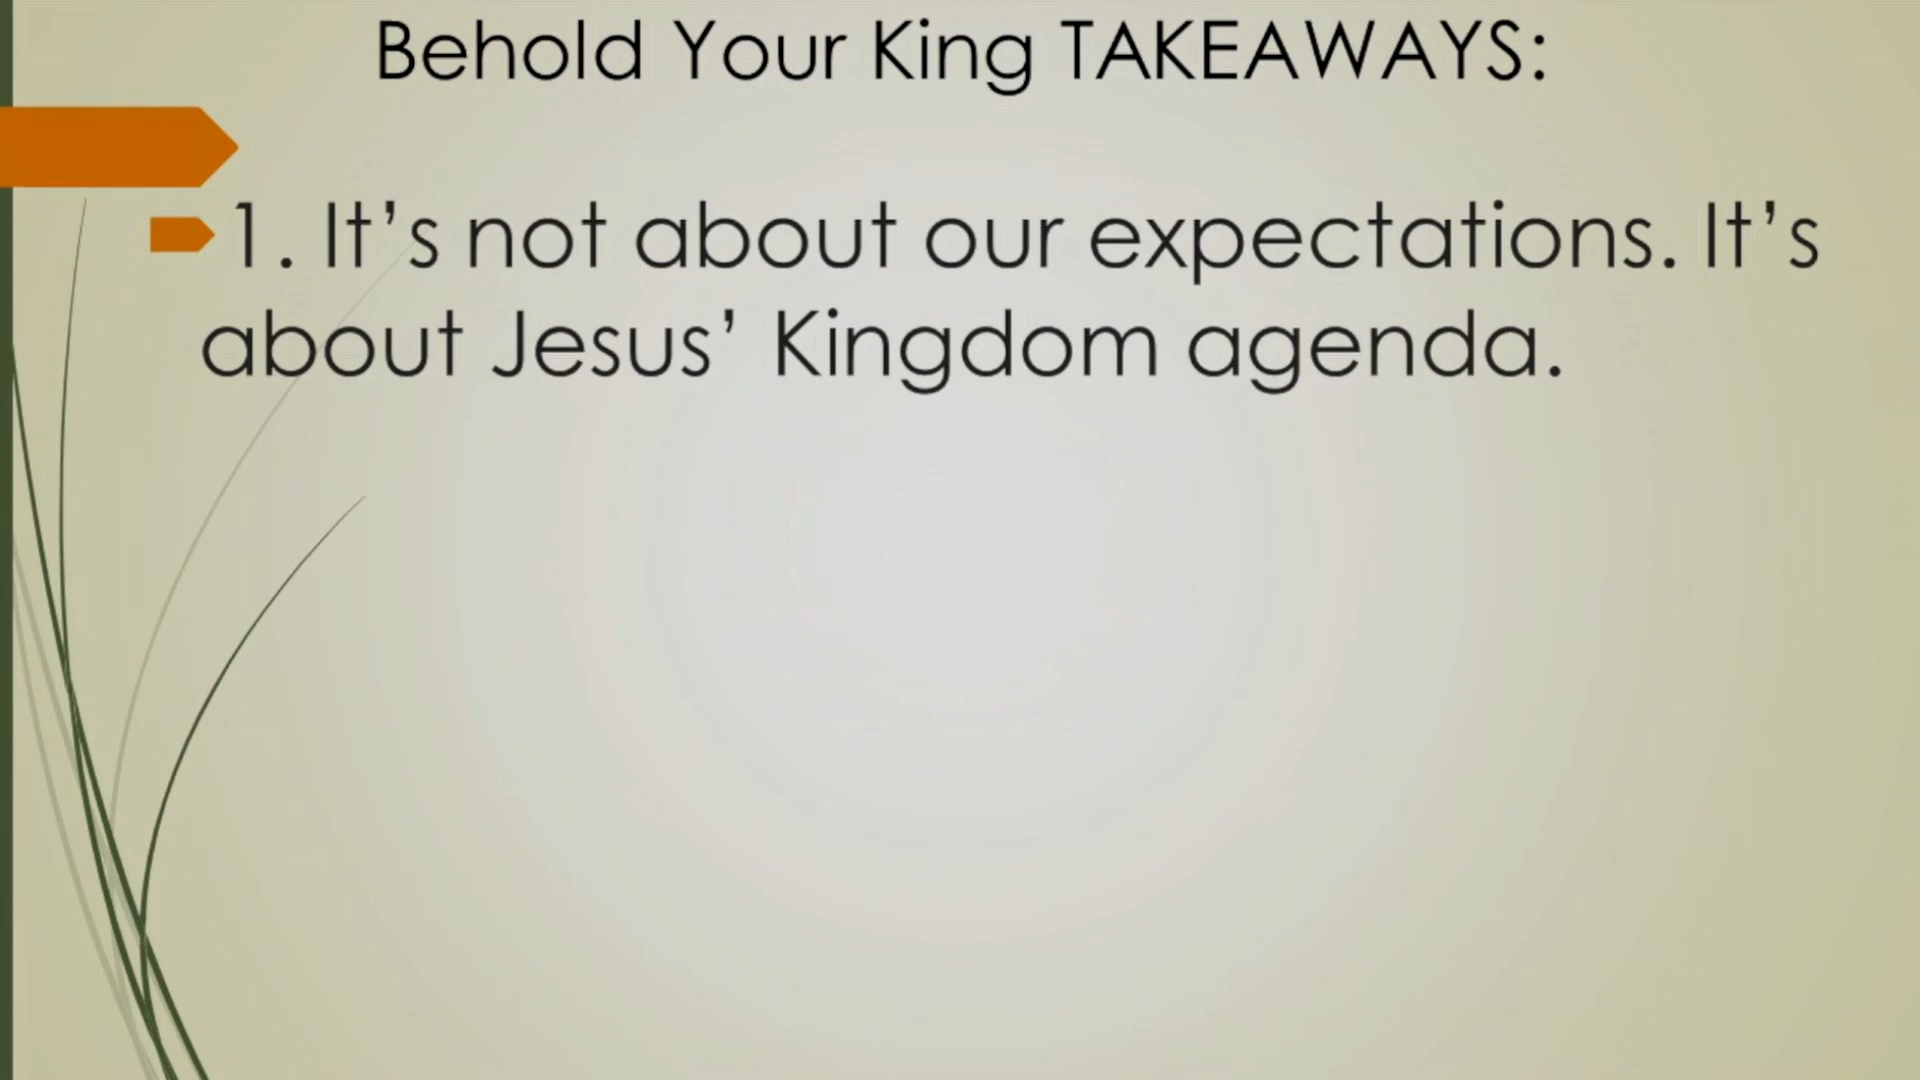 Behold Your King TAKEAWAYS:
1. It’s not about our expectations. It’s
about Jesus’ Kingdom agenda.